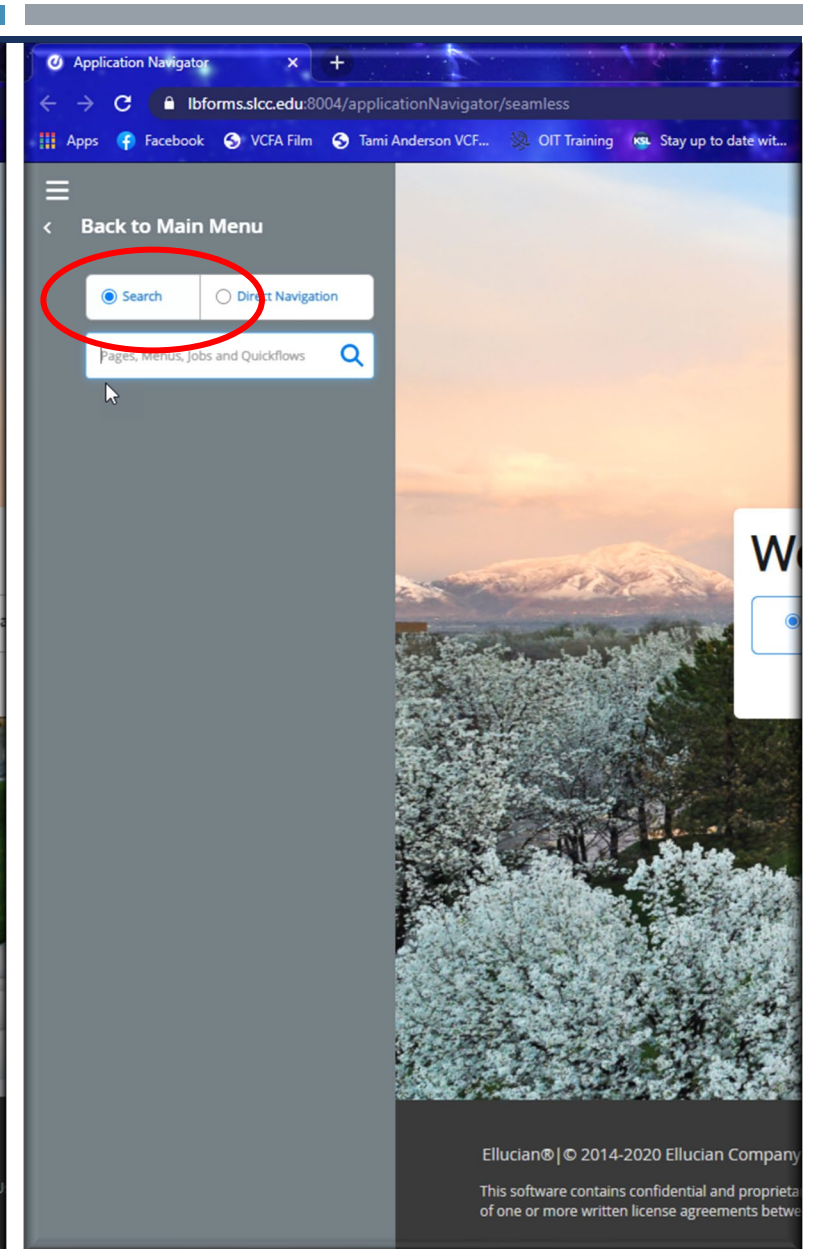 Application Navigator
lbforms.slcc.edu:8004/applicationNavigator/seamless
Apps Facebook VCFA Film Tami Anderson VCF... OIT Training KSL Stay up to date wit...
Back to Main Menu
Search Direct Navigation
Pages, Menus, Jobs and Quickflows
We
Ellucian®|© 2014-2020 Ellucian Company
This software contains confidential and proprieta
of one or more written license agreements betwe